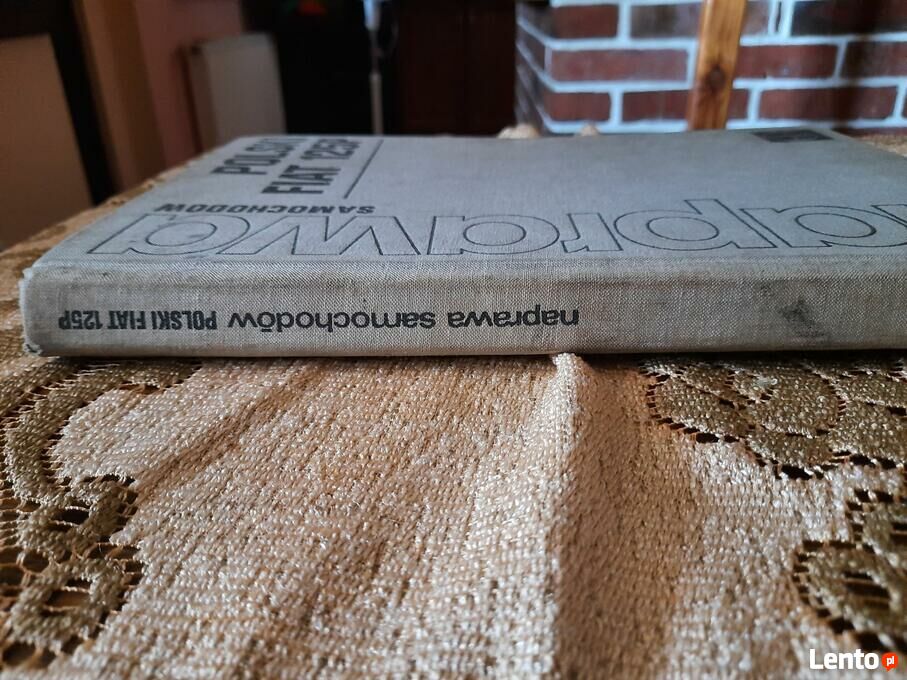 naprawa
SAMOCHODÓW
POLSKI
FIAT 125P
naprawa samochodów POLSKI FIAT 125P
Lento.pl